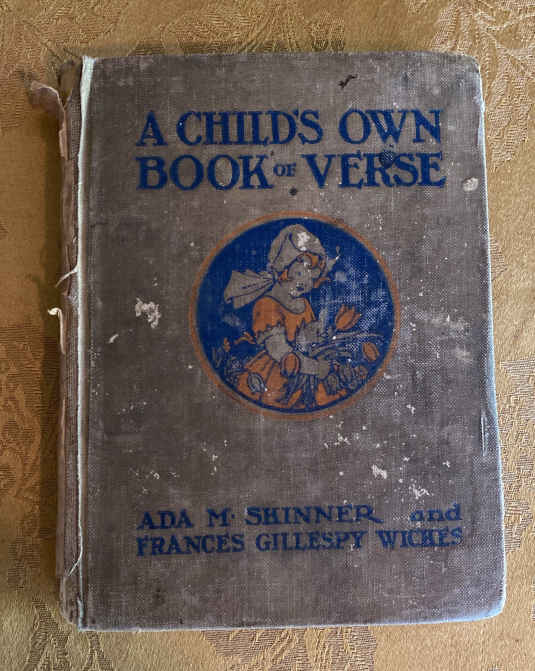 A CHILD'S OWN
BOOK OF VERSE
ADA M. SKINNER and
FRANCES GILLESPY WICKES